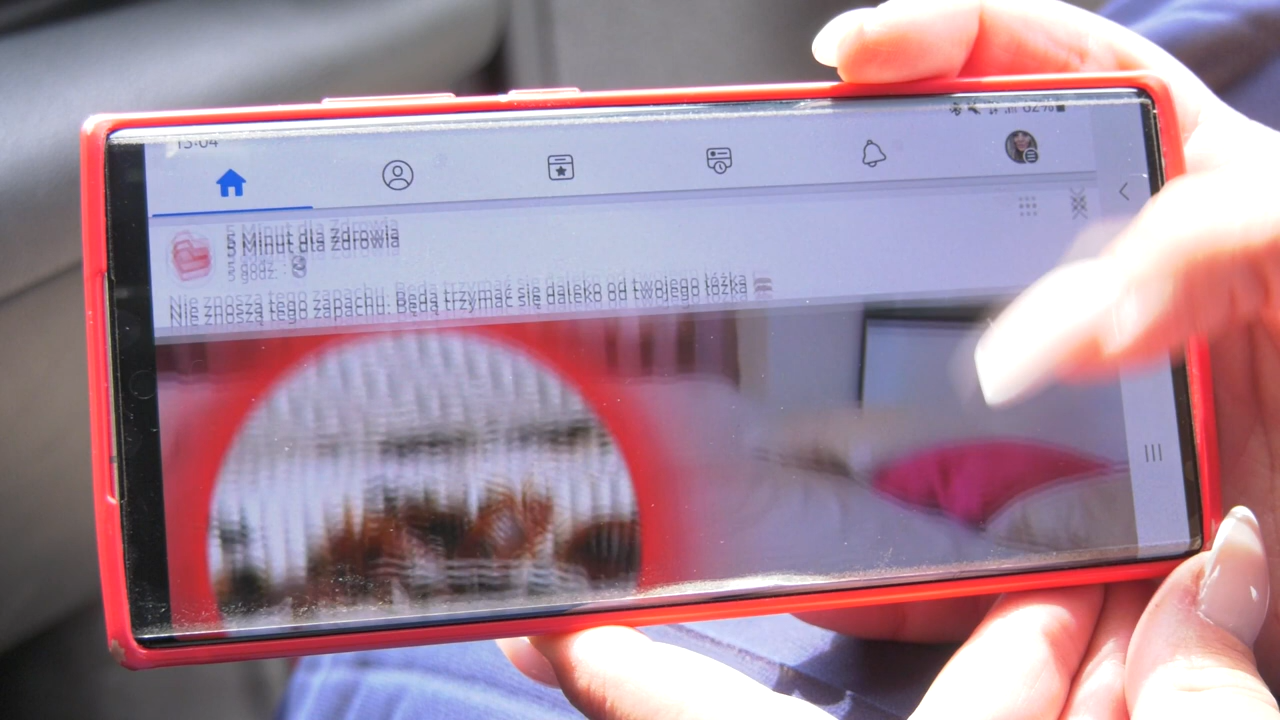 13:04
62%
5 Minut dla Zdrowia
5 godz.
Nie znoszą tego zapachu. Będą trzymać się daleko od twojego łóżka